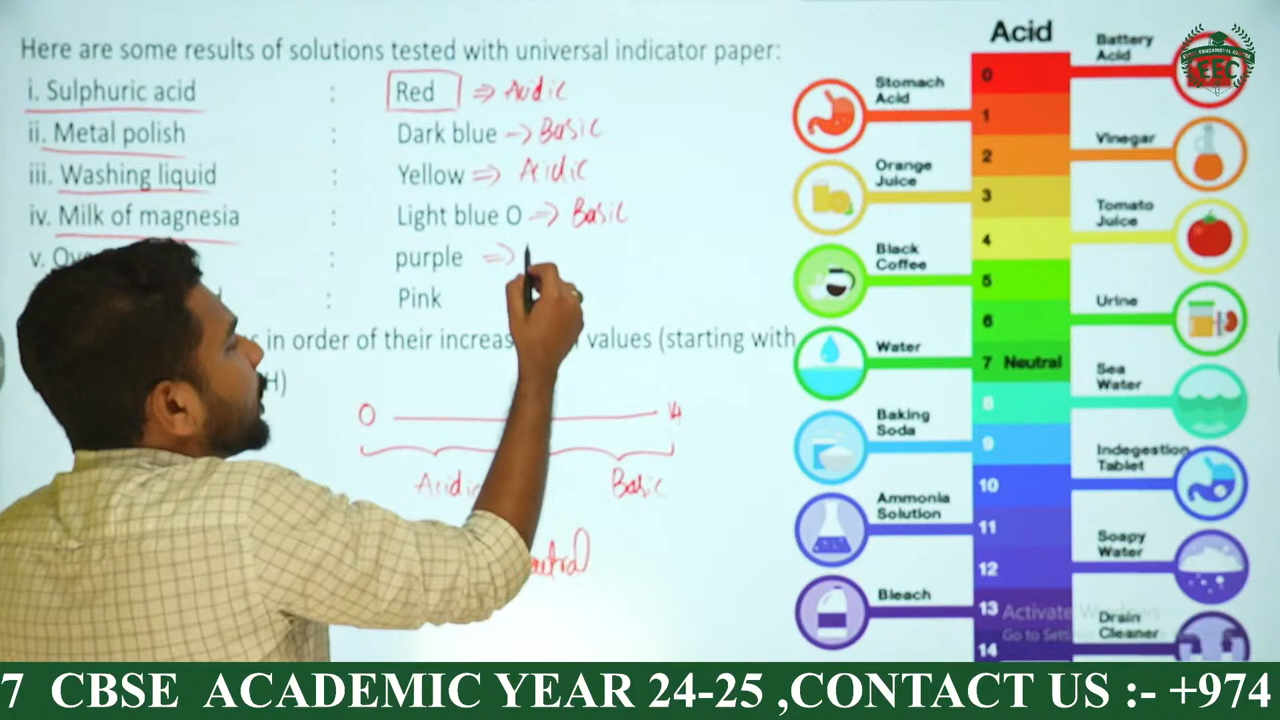 Here are some results of solutions tested with universal indicator paper:
i. Sulphuric acid : Red ⇒ Acidic
ii. Metal polish : Dark blue → Basic
iii. Washing liquid : Yellow ⇒ Acidic
iv. Milk of magnesia : Light blue O ⇒ Basic
v. : purple ⇒
: Pink
in order of their values (starting with
H)
0 14
Acidic Basic
Acid
0
1
2
3
4
5
6
7 Neutral
8
9
10
11
12
13
14
Stomach
Acid
Orange
Juice
Black
Coffee
Water
Baking
Soda
Ammonia
Solution
Bleach
Battery
Acid
Vinegar
Tomato
Juice
Urine
Sea
Water
Indegestion
Tablet
Soapy
Water
Drain
Cleaner
EEC
Activate Windows
7 CBSE ACADEMIC YEAR 24-25 ,CONTACT US :- +974